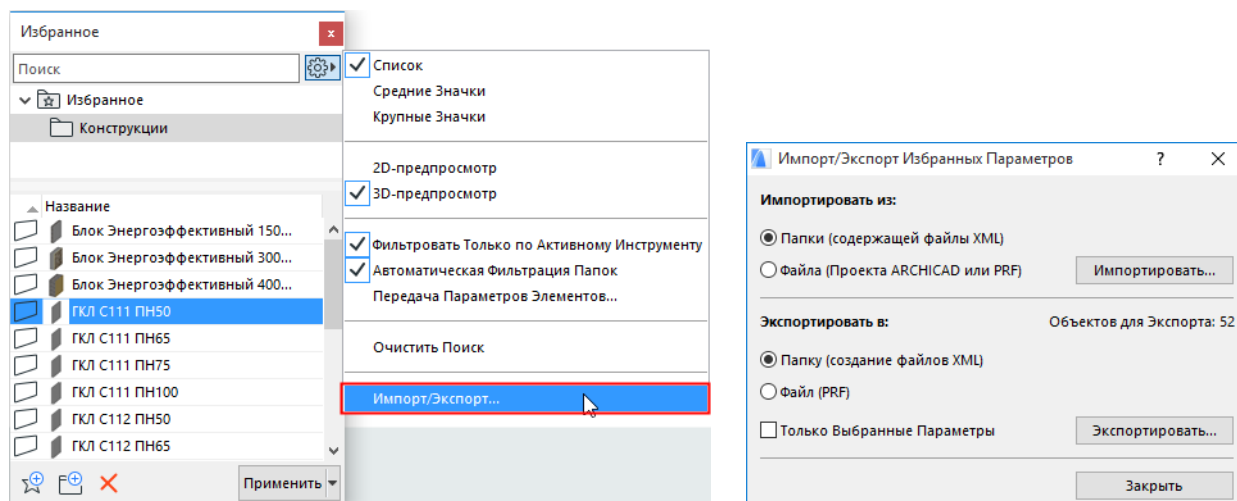 Избранное
Поиск
Избранное
Конструкции
Название
Блок Энергоэффективный 150...
Блок Энергоэффективный 300...
Блок Энергоэффективный 400...
ГКЛ С111 ПН50
ГКЛ С111 ПН65
ГКЛ С111 ПН75
ГКЛ С111 ПН100
ГКЛ С112 ПН50
ГКЛ С112 ПН65
Применить
Список
Средние Значки
Крупные Значки
2D-предпросмотр
3D-предпросмотр
Фильтровать Только по Активному Инструменту
Автоматическая Фильтрация Папок
Передача Параметров Элементов...
Очистить Поиск
Импорт/Экспорт...
Импорт/Экспорт Избранных Параметров ?
Импортировать из:
Папки (содержащей файлы XML)
Файла (Проекта ARCHICAD или PRF) Импортировать...
Экспортировать в: Объектов для Экспорта: 52
Папку (создание файлов XML)
Файл (PRF)
Только Выбранные Параметры Экспортировать...
Закрыть